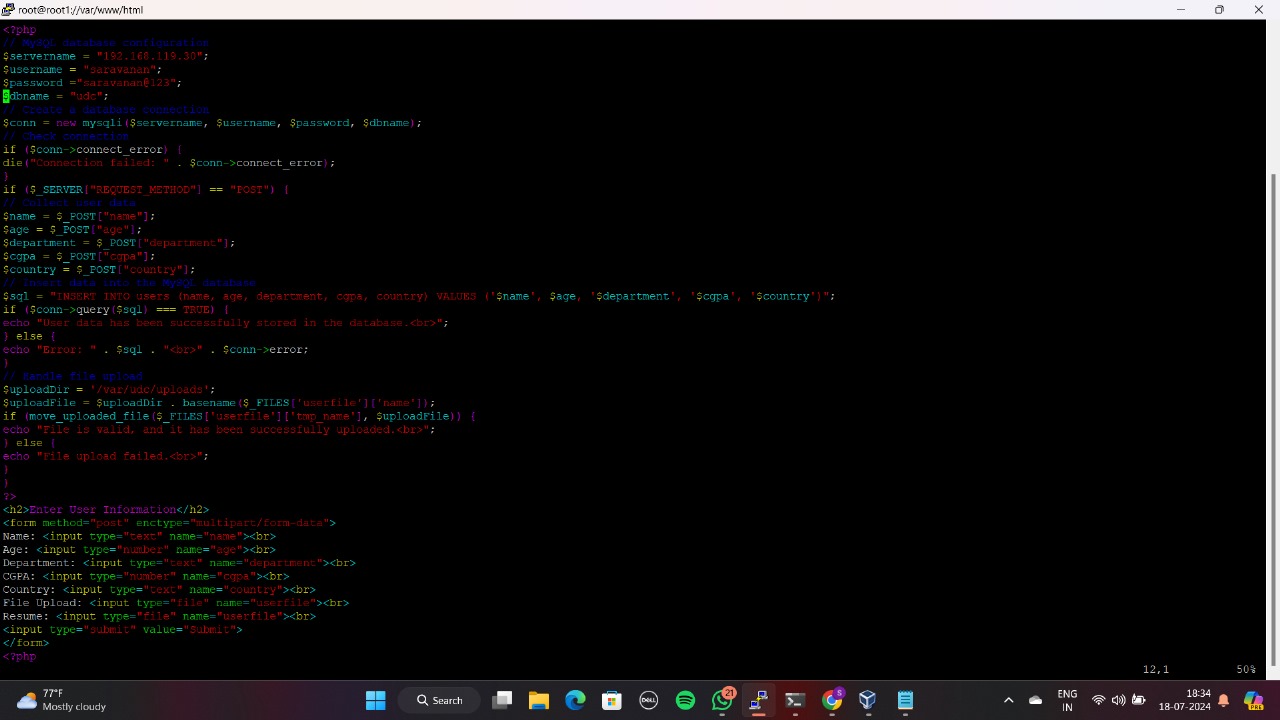 root@root1://var/www/html
<?php
// MySQL database configuration
$servername = "192.168.119.30";
$username = "saravanan";
$password ="saravanan@123";
$dbname = "udc";
// Create a database connection
$conn = new mysqli($servername, $username, $password, $dbname);
// Check connection
if ($conn->connect_error) {
die("Connection failed: " . $conn->connect_error);
}
if ($_SERVER["REQUEST_METHOD"] == "POST") {
// Collect user data
$name = $_POST["name"];
$age = $_POST["age"];
$department = $_POST["department"];
$cgpa = $_POST["cgpa"];
$country = $_POST["country"];
// Insert data into the MySQL database
$sql = "INSERT INTO users (name, age, department, cgpa, country) VALUES ('$name', $age, '$department', '$cgpa', '$country')";
if ($conn->query($sql) === TRUE) {
echo "User data has been successfully stored in the database.<br>";
} else {
echo "Error: " . $sql . "<br>" . $conn->error;
}
// Handle file upload
$uploadDir = '/var/udc/uploads';
$uploadFile = $uploadDir . basename($_FILES['userfile']['name']);
if (move_uploaded_file($_FILES['userfile']['tmp_name'], $uploadFile)) {
echo "File is valid, and it has been successfully uploaded.<br>";
} else {
echo "File upload failed.<br>";
}
}
?>
<h2>Enter User Information</h2>
<form method="post" enctype="multipart/form-data">
Name: <input type="text" name="name"><br>
Age: <input type="number" name="age"><br>
Department: <input type="text" name="department"><br>
CGPA: <input type="number" name="cgpa"><br>
Country: <input type="text" name="country"><br>
File Upload: <input type="file" name="userfile"><br>
Resume: <input type="file" name="userfile"><br>
<input type="submit" value="Submit">
</form>
<?php
12,1 50%
77°F
Mostly cloudy
Search
DELL
21
S
ENG
IN
18:34
18-07-2024
PRE